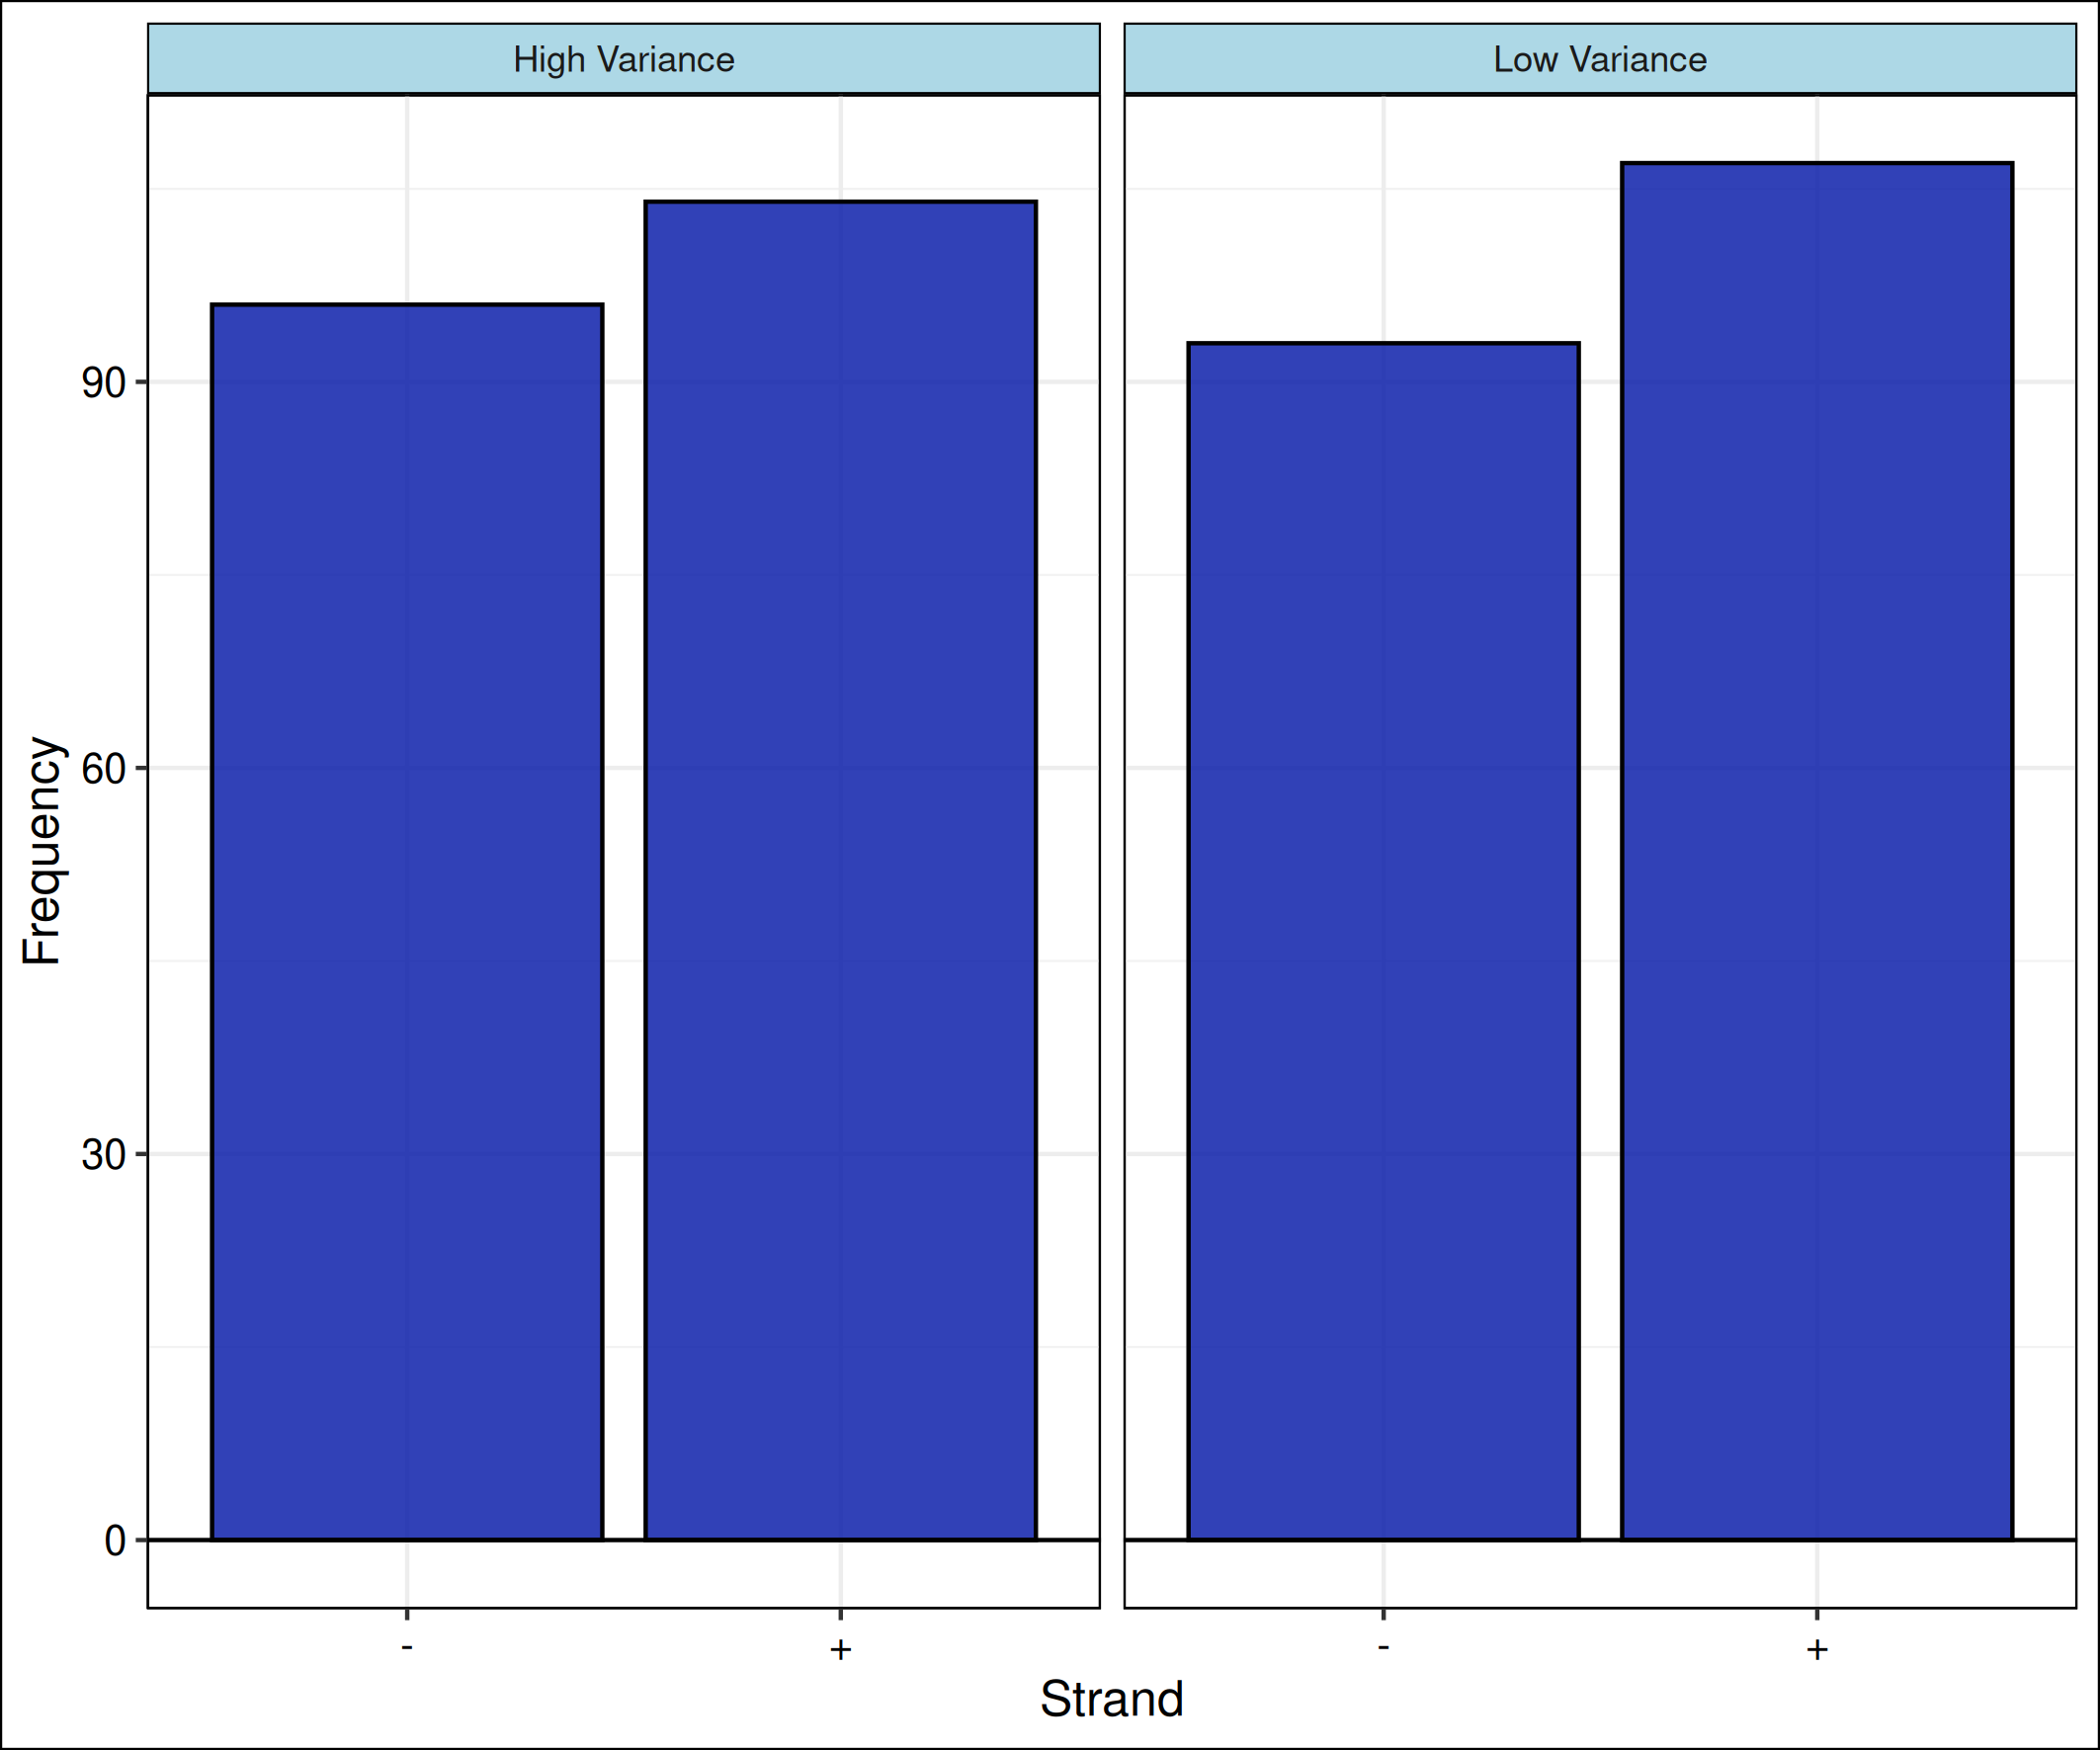 High Variance
Low Variance
Frequency
90
60
30
0
- + - +
Strand